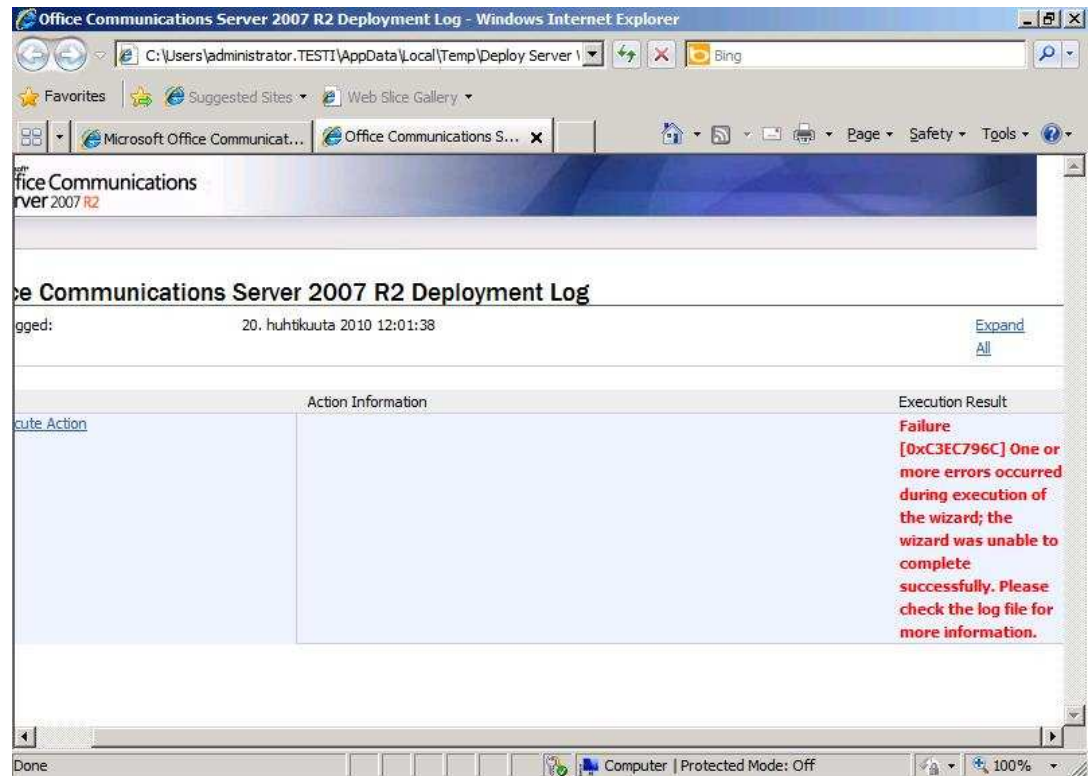 Office Communications Server 2007 R2 Deployment Log - Windows Internet Explorer
C:\Users\administrator.TESTI\AppData\Local\Temp\Deploy Server
Bing
Favorites Suggested Sites Web Slice Gallery
Microsoft Office Communicat... Office Communications S... Page Safety Tools
ffice Communications
rver 2007 R2
ce Communications Server 2007 R2 Deployment Log
gged: 20. huhtikuuta 2010 12:01:38 Expand
All
Action Information Execution Result
cute Action Failure
[0xC3EC796C] One or
more errors occurred
during execution of
the wizard; the
wizard was unable to
complete
successfully. Please
check the log file for
more information.
Done Computer | Protected Mode: Off 100%